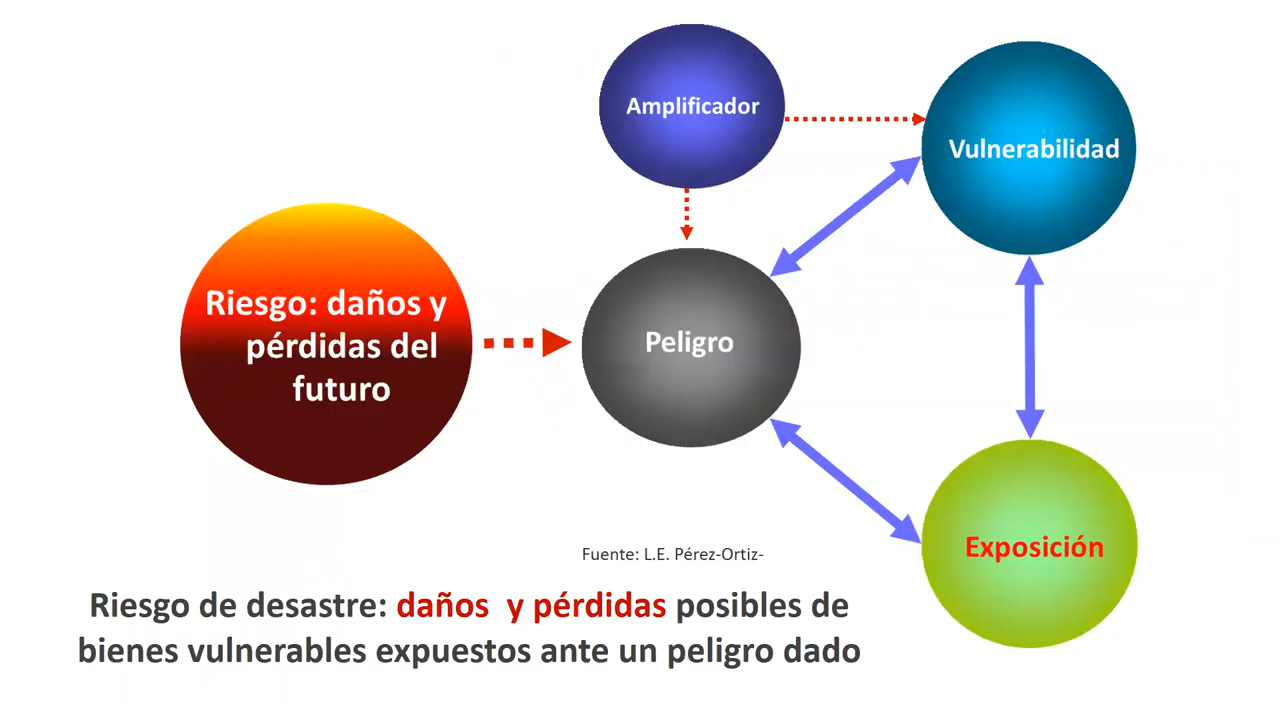 Amplificador
Vulnerabilidad
Riesgo: daños y
pérdidas del
futuro
Peligro
Exposición
Fuente: L.E. Pérez-Ortiz-
Riesgo de desastre: daños  y pérdidas posibles de
bienes vulnerables expuestos ante un peligro dado